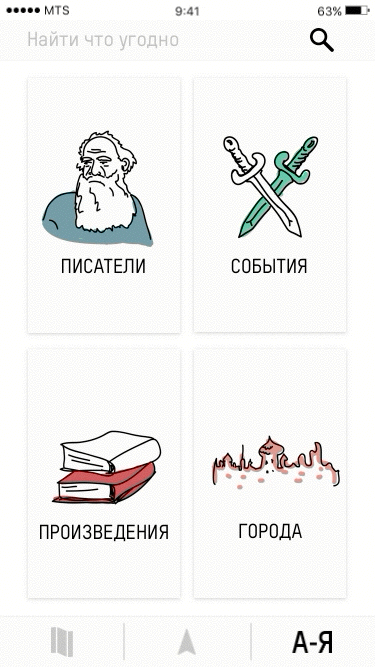 MTS 9:41 63%
Найти что угодно
ПИСАТЕЛИ СОБЫТИЯ
ПРОИЗВЕДЕНИЯ ГОРОДА
А-Я